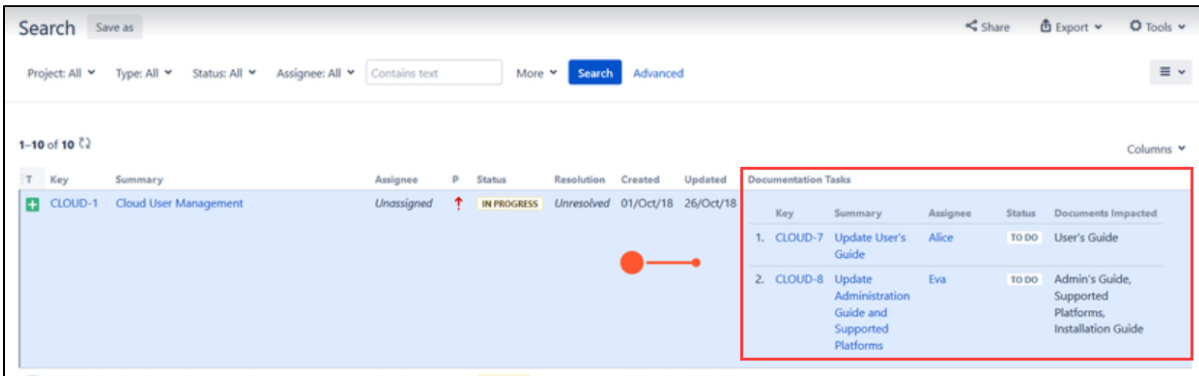 Search Save as Share Export Tools
Project: All Type: All Status: All Assignee: All Contains text More Search Advanced
1–10 of 10
Columns
T Key Summary Assignee P Status Resolution Created Updated Documentation Tasks
CLOUD-1 Cloud User Management Unassigned IN PROGRESS Unresolved 01/Oct/18 26/Oct/18
Key Summary Assignee Status Documents Impacted
1. CLOUD-7 Update User's Alice TO DO User's Guide
Guide
2. CLOUD-8 Update Eva TO DO Admin's Guide,
Administration Supported
Guide and Platforms,
Supported Installation Guide
Platforms